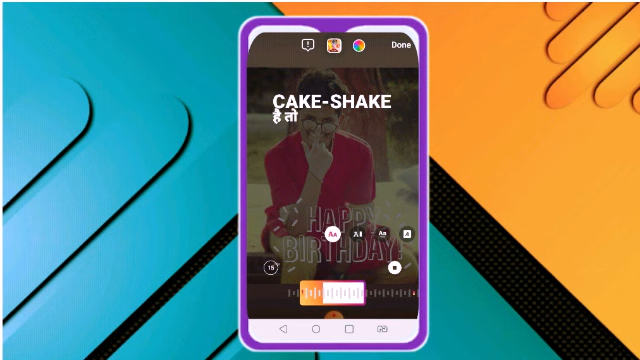 Done
CAKE-SHAKE
है तो
HAPPY
BIRTHDAY
Aa
Aa
A
15